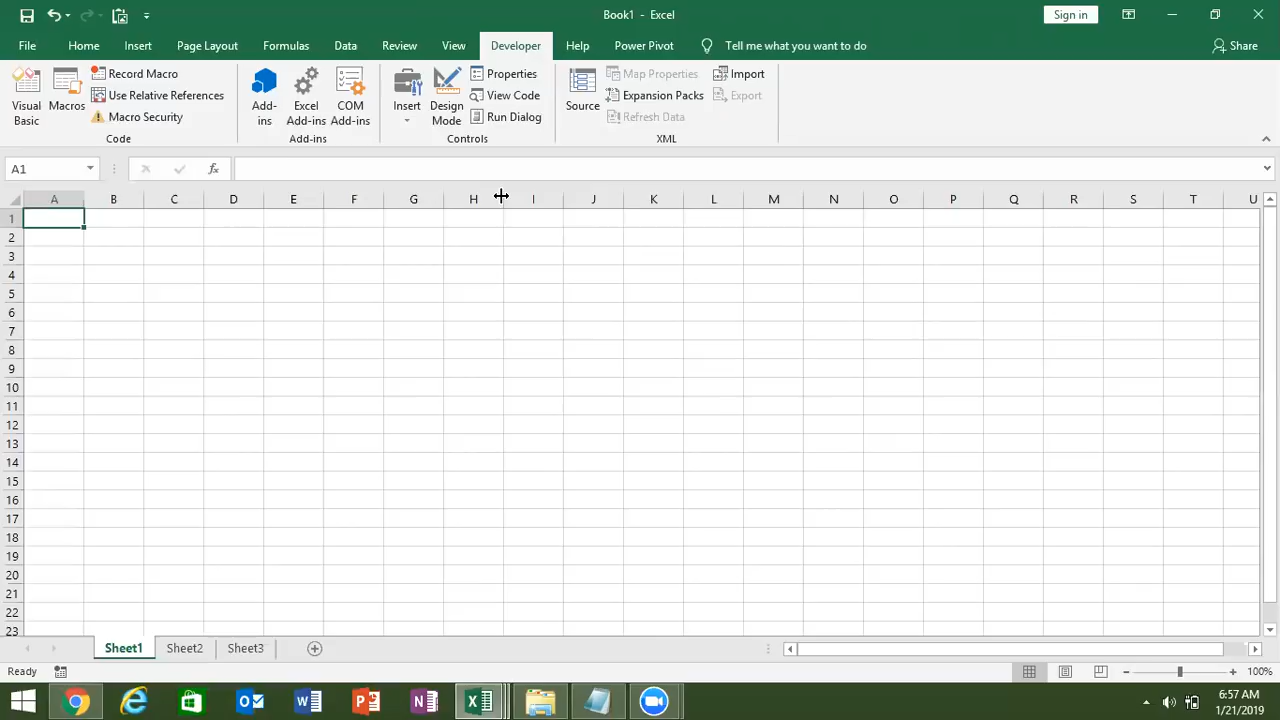 Book1 - Excel
Sign in
File Home Insert Page Layout Formulas Data Review View Developer Help Power Pivot Tell me what you want to do Share
Visual Basic
Macros
Record Macro
Use Relative References
Macro Security
Code
Add-ins
Excel Add-ins
COM Add-ins
Add-ins
Insert
Design Mode
Properties
View Code
Run Dialog
Controls
Source
Map Properties
Expansion Packs
Refresh Data
Import
Export
XML
A1
fx
A B C D E F G H I J K L M N O P Q R S T U
1
2
3
4
5
6
7
8
9
10
11
12
13
14
15
16
17
18
19
20
21
22
23
Sheet1 Sheet2 Sheet3
Ready
100%
6:57 AM
1/21/2019